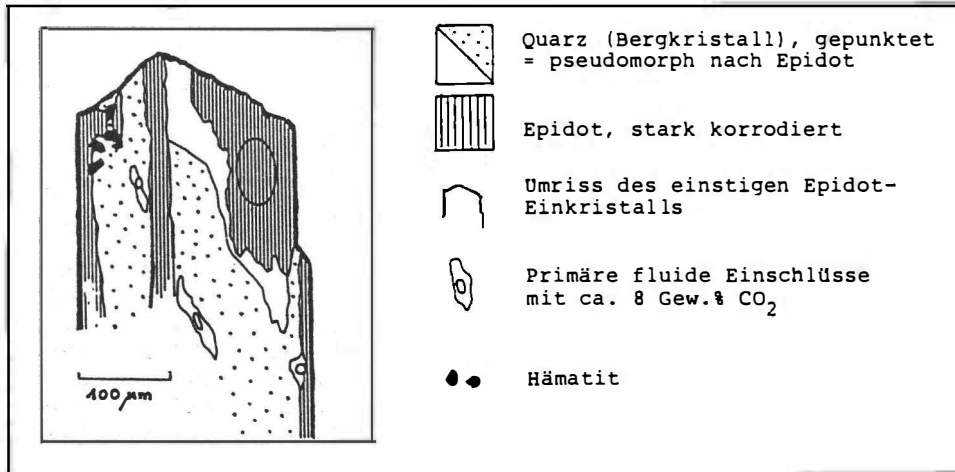 Quarz (Bergkristall), gepunktet
= pseudomorph nach Epidot
Epidot, stark korrodiert
Umriss des einstigen Epidot-
Einkristalls
Primäre fluide Einschlüsse
mit ca. 8 Gew.% CO2
Hämatit
100 µm